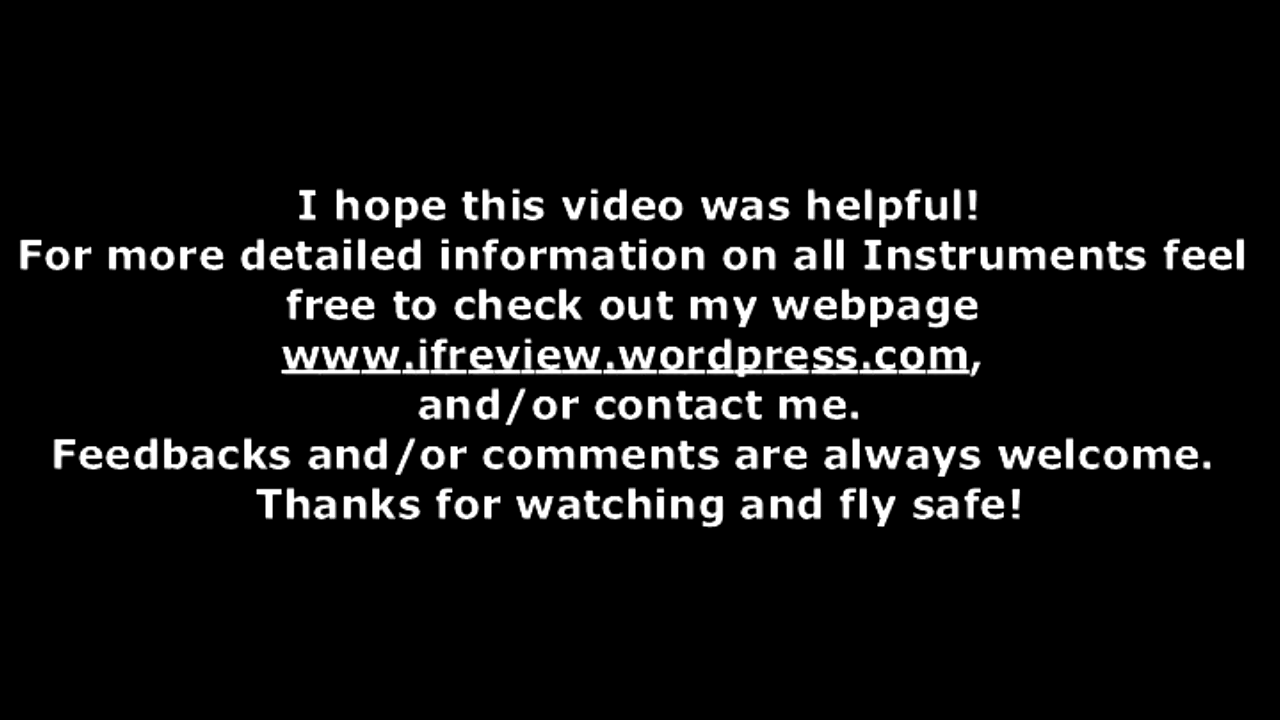 I hope this video was helpful!
For more detailed information on all Instruments feel
free to check out my webpage
www.ifreview.wordpress.com,
and/or contact me.
Feedbacks and/or comments are always welcome.
Thanks for watching and fly safe!